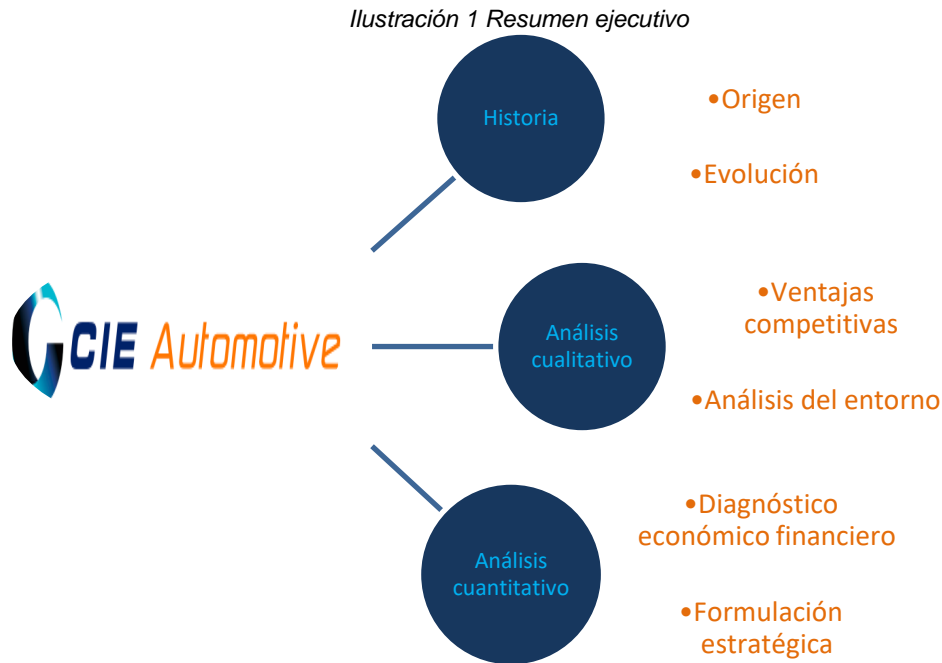 Ilustración 1 Resumen ejecutivo
Historia
•Origen
•Evolución
CIE Automotive
Análisis
cualitativo
•Ventajas
competitivas
•Análisis del entorno
Análisis
cuantitativo
•Diagnóstico
económico financiero
•Formulación
estratégica